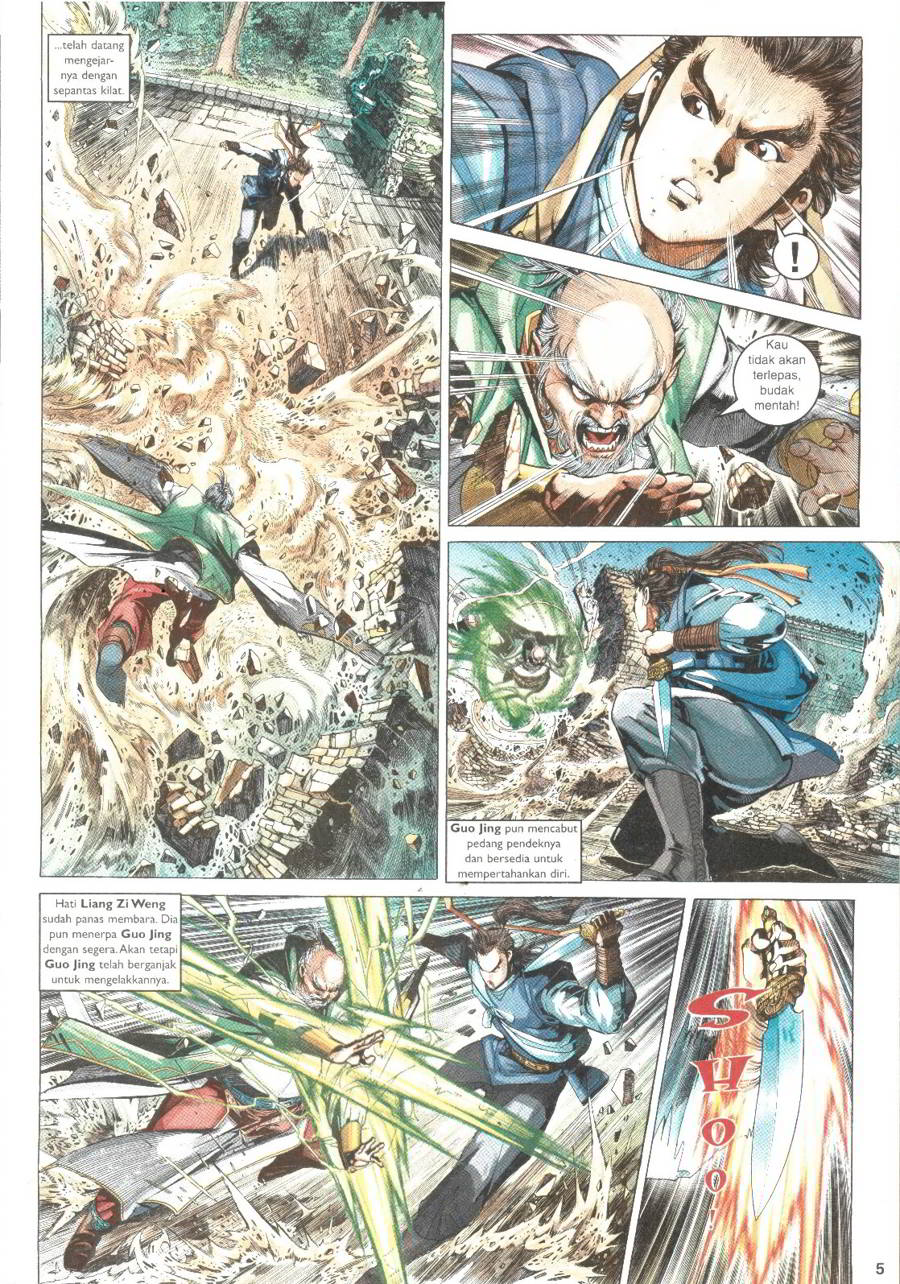 ...telah datang
mengejar-
nya dengan
sepantas kilat.
!
Kau
tidak akan
terlepas,
budak
mentah!
Guo Jing pun mencabut
pedang pendeknya
dan bersedia untuk
mempertahankan diri.
Hati Liang Zi Weng
sudah panas membara. Dia
pun menerpa Guo Jing
dengan segera. Akan tetapi
Guo Jing telah berganjak
untuk mengelakkannya.
SHOO!
5